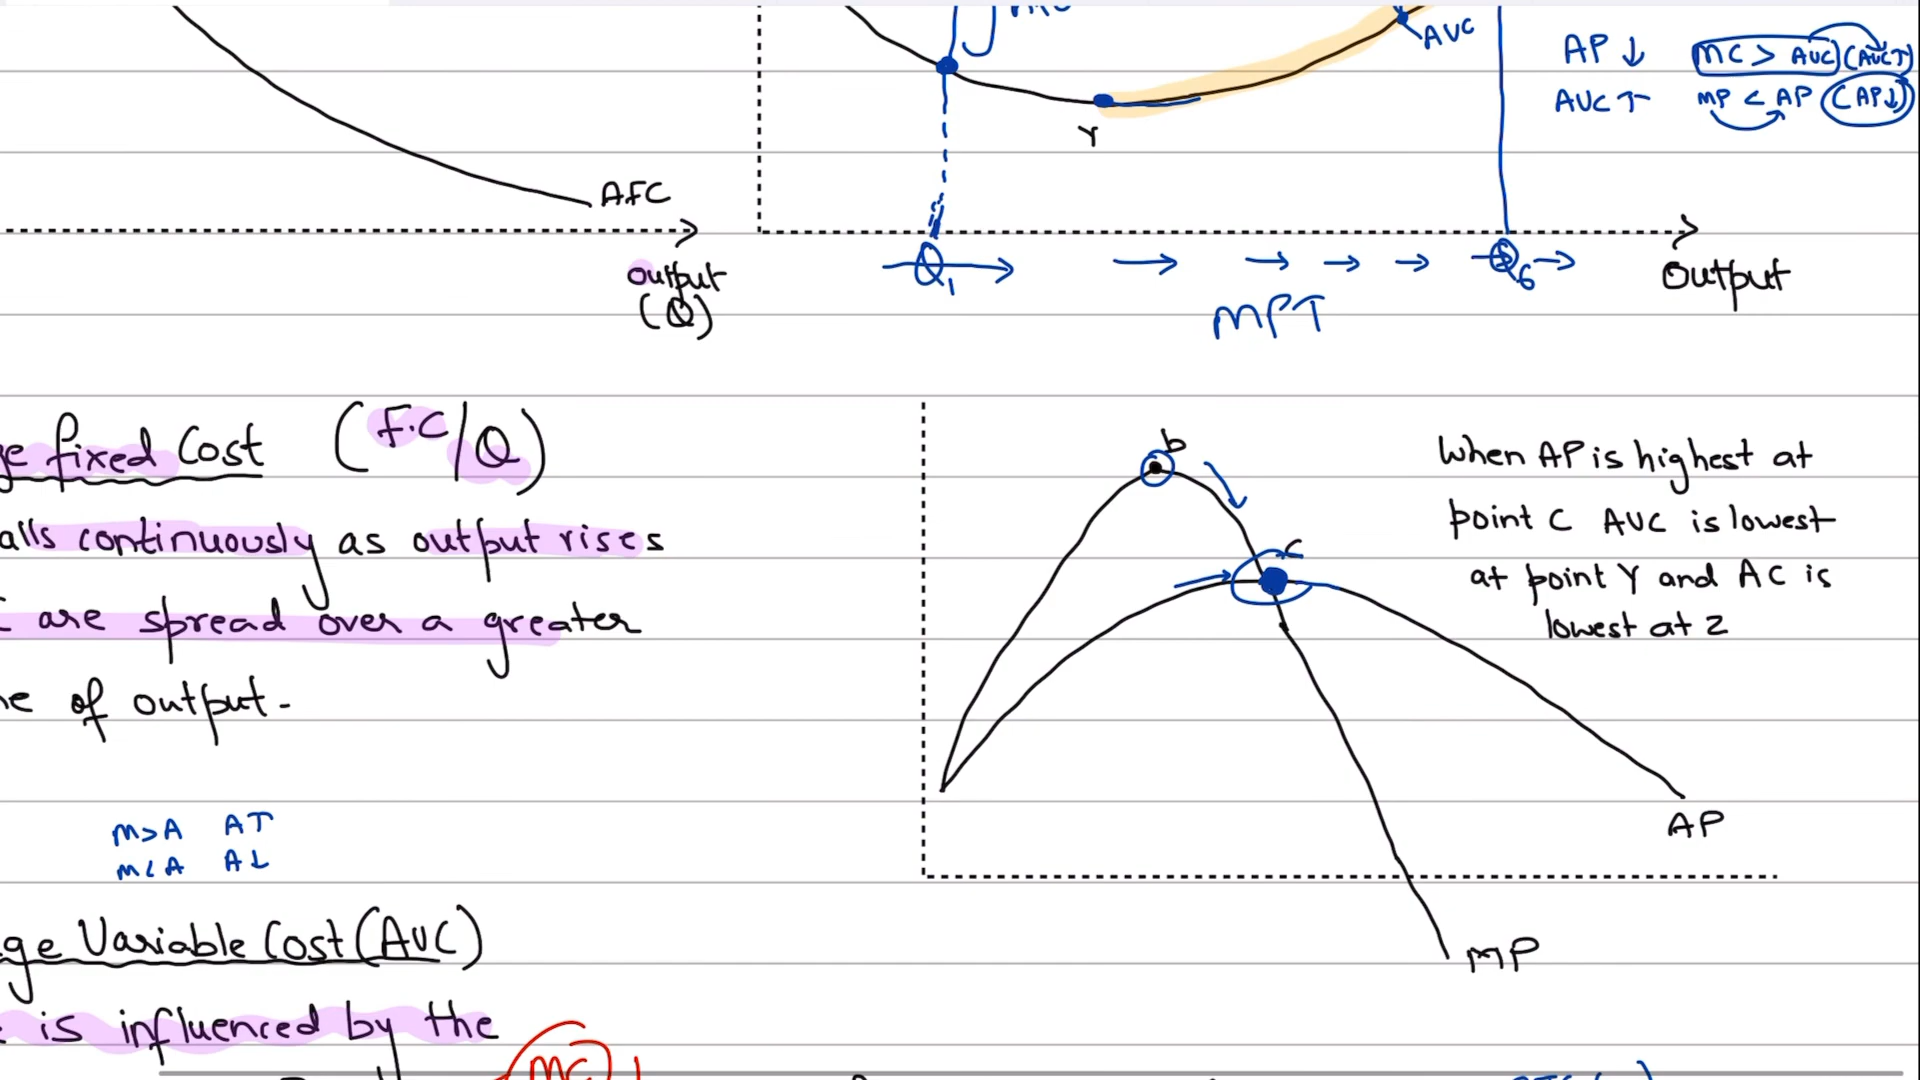 AVC
AP ↓ MC > AVC (AVC↑)
AVC ↑ MP < AP (AP↓)
Y
AFC
Q1 → → → → → Q6 →
output
(Q)
MPT
Output
fixed Cost (F.C/Q)
alls continuously as output rises
are spread over a greater
of output.
b
c
When AP is highest at
point C AVC is lowest
at point Y and AC is
lowest at Z
M>A A↑
M<A A↓
AP
MP
ge Variable Cost (AVC)
is influenced by the
MC